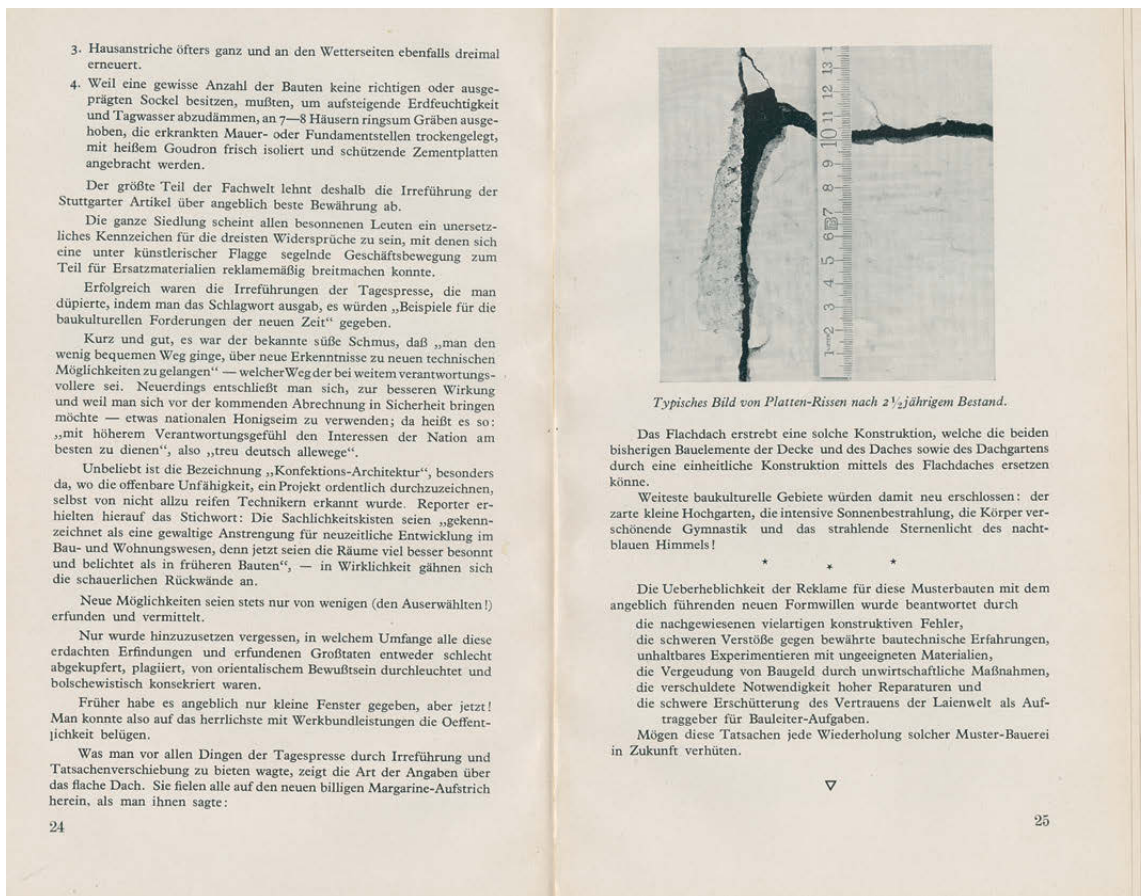 3. Hausanstriche öfters ganz und an den Wetterseiten ebenfalls dreimal
erneuert.
4. Weil eine gewisse Anzahl der Bauten keine richtigen oder ausge-
prägten Sockel besitzen, mußten, um aufsteigende Erdfeuchtigkeit
und Tagwasser abzudämmen, an 7—8 Häusern ringsum Gräben ausge-
hoben, die erkrankten Mauer- oder Fundamentstellen trockengelegt,
mit heißem Goudron frisch isoliert und schützende Zementplatten
angebracht werden.
Der größte Teil der Fachwelt lehnt deshalb die Irreführung der
Stuttgarter Artikel über angeblich beste Bewährung ab.
Die ganze Siedlung scheint allen besonnenen Leuten ein unersetz-
liches Kennzeichen für die dreisten Widersprüche zu sein, mit denen sich
eine unter künstlerischer Flagge segelnde Geschäftsbewegung zum
Teil für Ersatzmaterialien reklamemäßig breitmachen konnte.
Erfolgreich waren die Irreführungen der Tagespresse, die man
düpierte, indem man das Schlagwort ausgab, es würden „Beispiele für die
baukulturellen Forderungen der neuen Zeit“ gegeben.
Kurz und gut, es war der bekannte süße Schmus, daß „man den
wenig bequemen Weg ginge, über neue Erkenntnisse zu neuen technischen
Möglichkeiten zu gelangen“ — welcher Weg der bei weitem verantwortungs-
vollere sei. Neuerdings entschließt man sich, zur besseren Wirkung
und weil man sich vor der kommenden Abrechnung in Sicherheit bringen
möchte — etwas nationalen Honigseim zu verwenden; da heißt es so:
„mit höherem Verantwortungsgefühl den Interessen der Nation am
besten zu dienen“, also „treu deutsch allewege“.
Unbeliebt ist die Bezeichnung „Konfektions-Architektur“, besonders
da, wo die offenbare Unfähigkeit, ein Projekt ordentlich durchzuzeichnen,
selbst von nicht allzu reifen Technikern erkannt wurde. Reporter er-
hielten hierauf das Stichwort: Die Sachlichkeitskisten seien „gekenn-
zeichnet als eine gewaltige Anstrengung für neuzeitliche Entwicklung im
Bau- und Wohnungswesen, denn jetzt seien die Räume viel besser besonnt
und belichtet als in früheren Bauten“, — in Wirklichkeit gähnen sich
die schauerlichen Rückwände an.
Neue Möglichkeiten seien stets nur von wenigen (den Auserwählten!)
erfunden und vermittelt.
Nur wurde hinzuzusetzen vergessen, in welchem Umfange alle diese
erdachten Erfindungen und erfundenen Großtaten entweder schlecht
abgekupfert, plagiiert, von orientalischem Bewußtsein durchleuchtet und
bolschewistisch konsekriert waren.
Früher habe es angeblich nur kleine Fenster gegeben, aber jetzt!
Man konnte also auf das herrlichste mit Werkbundleistungen die Oeffent-
lichkeit belügen.
Was man vor allen Dingen der Tagespresse durch Irreführung und
Tatsachenverschiebung zu bieten wagte, zeigt die Art der Angaben über
das flache Dach. Sie fielen alle auf den neuen billigen Margarine-Aufstrich
herein, als man ihnen sagte:
24
1 2 3 4 5 6 7 8 9 10 11 12 13
Typisches Bild von Platten-Rissen nach 2½jährigem Bestand.
Das Flachdach erstrebt eine solche Konstruktion, welche die beiden
bisherigen Bauelemente der Decke und des Daches sowie des Dachgartens
durch eine einheitliche Konstruktion mittels des Flachdaches ersetzen
könne.
Weiteste baukulturelle Gebiete würden damit neu erschlossen: der
zarte kleine Hochgarten, die intensive Sonnenbestrahlung, die Körper ver-
schönende Gymnastik und das strahlende Sternenlicht des nacht-
blauen Himmels!
* * *
Die Ueberheblichkeit der Reklame für diese Musterbauten mit dem
angeblich führenden neuen Formwillen wurde beantwortet durch
die nachgewiesenen vielartigen konstruktiven Fehler,
die schweren Verstöße gegen bewährte bautechnische Erfahrungen,
unhaltbares Experimentieren mit ungeeigneten Materialien,
die Vergeudung von Baugeld durch unwirtschaftliche Maßnahmen,
die verschuldete Notwendigkeit hoher Reparaturen und
die schwere Erschütterung des Vertrauens der Laienwelt als Auf-
traggeber für Bauleiter-Aufgaben.
Mögen diese Tatsachen jede Wiederholung solcher Muster-Bauerei
in Zukunft verhüten.
25